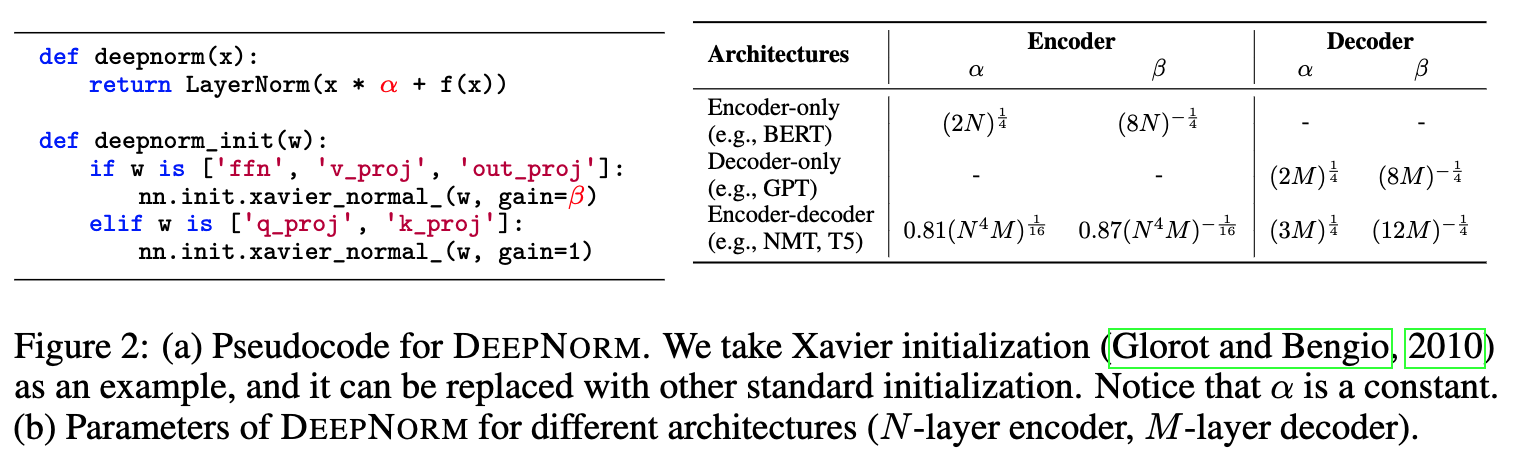 def deepnorm(x):
return LayerNorm(x * α + f(x))
def deepnorm_init(w):
if w is ['ffn', 'v_proj', 'out_proj']:
nn.init.xavier_normal_(w, gain=β)
elif w is ['q_proj', 'k_proj']:
nn.init.xavier_normal_(w, gain=1)
Architectures Encoder Decoder
α β α β
Encoder-only
(e.g., BERT) (2N)^{1/4} (8N)^{-1/4} - -
Decoder-only
(e.g., GPT) - - (2M)^{1/4} (8M)^{-1/4}
Encoder-decoder
(e.g., NMT, T5) 0.81(N^4M)^{1/16} 0.87(N^4M)^{-1/16} (3M)^{1/4} (12M)^{-1/4}
Figure 2: (a) Pseudocode for DEEPNORM. We take Xavier initialization (Glorot and Bengio, 2010)
as an example, and it can be replaced with other standard initialization. Notice that α is a constant.
(b) Parameters of DEEPNORM for different architectures (N-layer encoder, M-layer decoder).